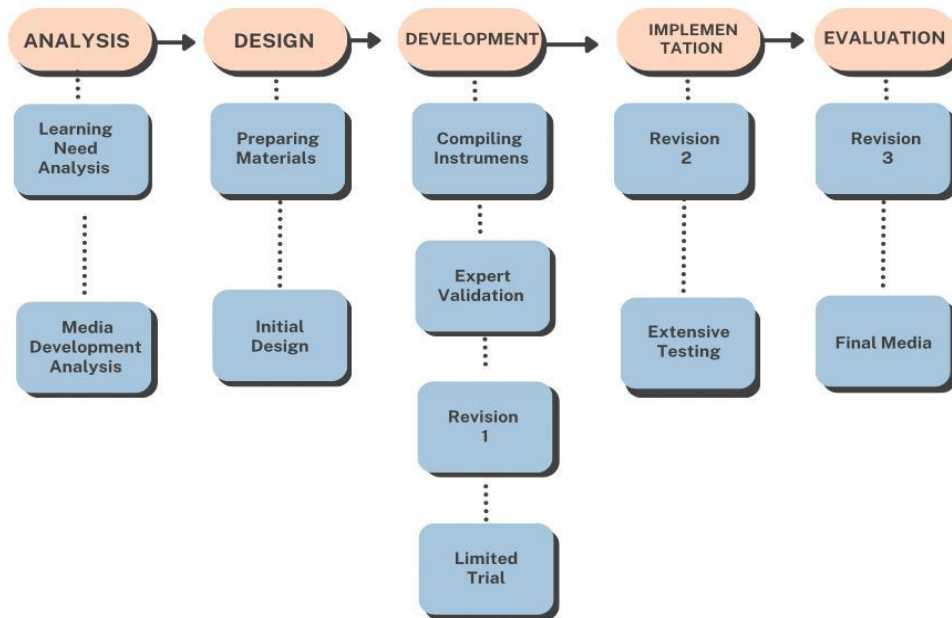 ANALYSIS
Learning
Need
Analysis
Media
Development
Analysis
DESIGN
Preparing
Materials
Initial
Design
DEVELOPMENT
Compiling
Instrumens
Expert
Validation
Revision
1
Limited
Trial
IMPLEMEN
TATION
Revision
2
Extensive
Testing
EVALUATION
Revision
3
Final Media